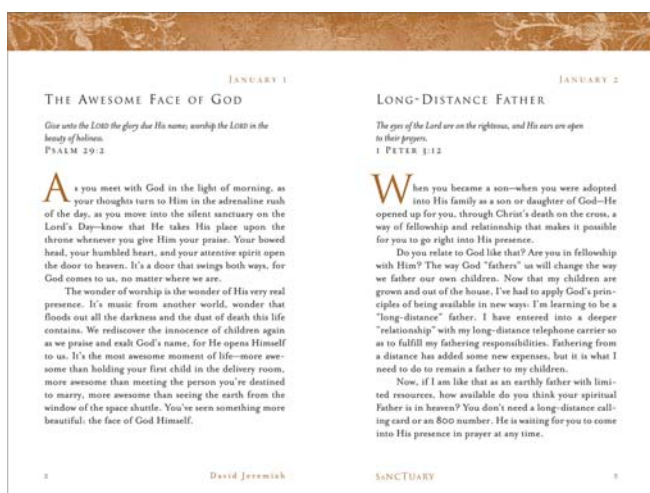 JANUARY 1
THE AWESOME FACE OF GOD
Give unto the LORD the glory due His name; worship the LORD in the
beauty of holiness.
PSALM 29:2
As you meet with God in the light of morning, as
your thoughts turn to Him in the adrenaline rush
of the day, as you move into the silent sanctuary on the
Lord's Day—know that He takes His place upon the
throne whenever you give Him your praise. Your bowed
head, your humbled heart, and your attentive spirit open
the door to heaven. It's a door that swings both ways, for
God comes to us, no matter where we are.
The wonder of worship is the wonder of His very real
presence. It's music from another world, wonder that
floods out all the darkness and the dust of death this life
contains. We rediscover the innocence of children again
as we praise and exalt God's name, for He opens Himself
to us. It's the most awesome moment of life—more awe-
some than holding your first child in the delivery room,
more awesome than meeting the person you're destined
to marry, more awesome than seeing the earth from the
window of the space shuttle. You've seen something more
beautiful: the face of God Himself.
David Jeremiah
JANUARY 2
LONG-DISTANCE FATHER
The eyes of the Lord are on the righteous, and His ears are open
to their prayers.
1 PETER 3:12
When you became a son—when you were adopted
into His family as a son or daughter of God—He
opened up for you, through Christ's death on the cross, a
way of fellowship and relationship that makes it possible
for you to go right into His presence.
Do you relate to God like that? Are you in fellowship
with Him? The way God "fathers" us will change the way
we father our own children. Now that my children are
grown and out of the house, I've had to apply God's prin-
ciples of being available in new ways: I'm learning to be a
"long-distance" father. I have entered into a deeper
"relationship" with my long-distance telephone carrier so
as to fulfill my fathering responsibilities. Fathering from
a distance has added some new expenses, but it is what I
need to do to remain a father to my children.
Now, if I am like that as an earthly father with limi-
ted resources, how available do you think your spiritual
Father is in heaven? You don't need a long-distance call-
ing card or an 800 number. He is waiting for you to come
into His presence in prayer at any time.
SANCTUARY